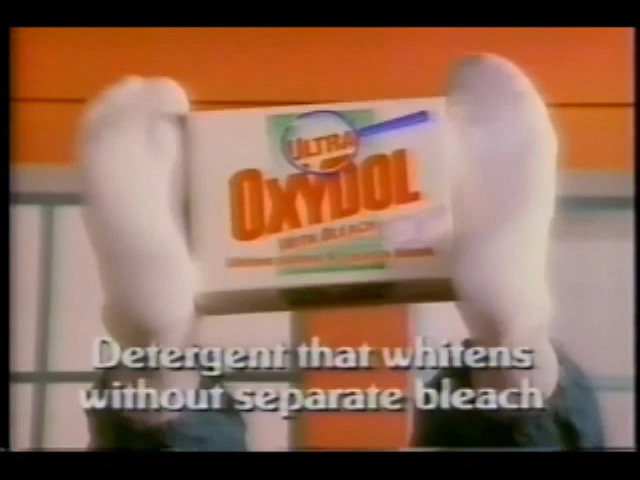 ULTRA
OXYDOL
WITH BLEACH
Detergent that whitens
without separate bleach